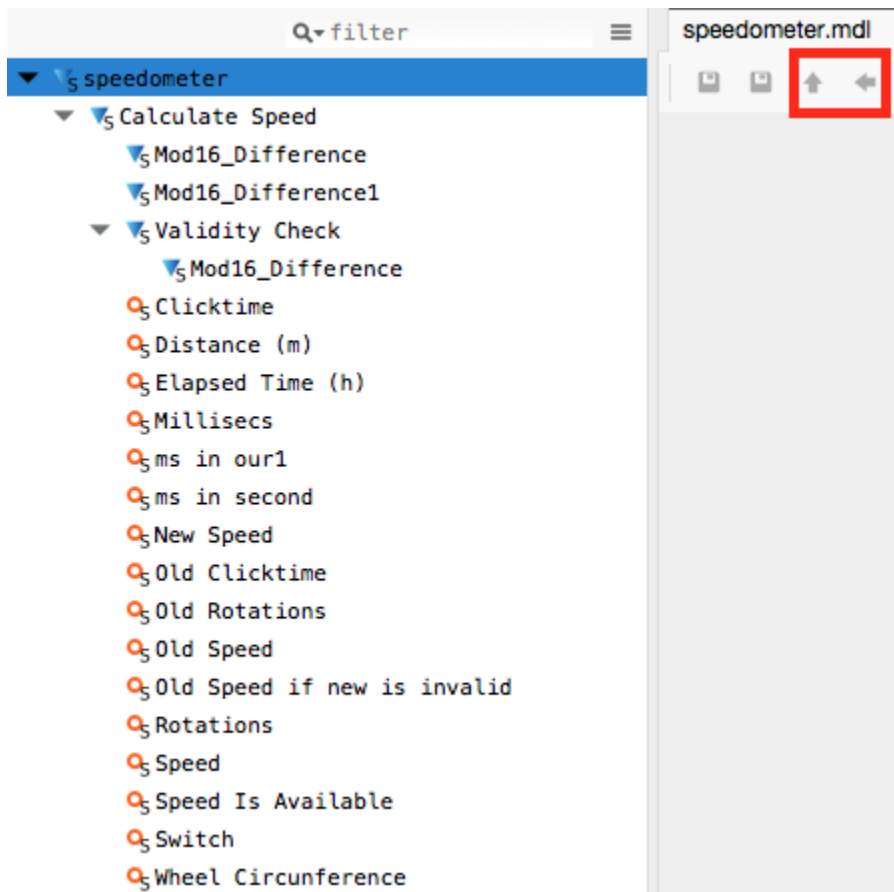 filter
speedometer.mdl
speedometer
Calculate Speed
Mod16_Difference
Mod16_Difference1
Validity Check
Mod16_Difference
Clicktime
Distance (m)
Elapsed Time (h)
Millisecs
ms in our1
ms in second
New Speed
Old Clicktime
Old Rotations
Old Speed
Old Speed if new is invalid
Rotations
Speed
Speed Is Available
Switch
Wheel Circunference